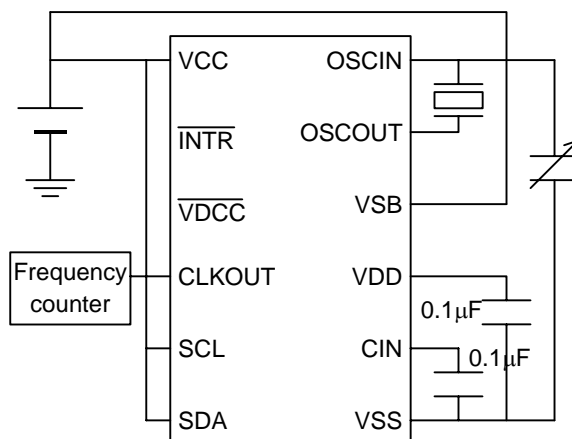 VCC
OSCIN
INTR
OSCOUT
VDCC
VSB
Frequency
counter
CLKOUT
VDD
0.1µF
SCL
CIN
0.1µF
SDA
VSS